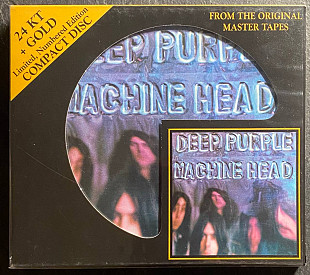 24 KT
+ GOLD
Limited, Numbered Edition
COMPACT DISC
FROM THE ORIGINAL
MASTER TAPES
DEEP PURPLE
MACHINE HEAD
DEEP PURPLE
MACHINE HEAD